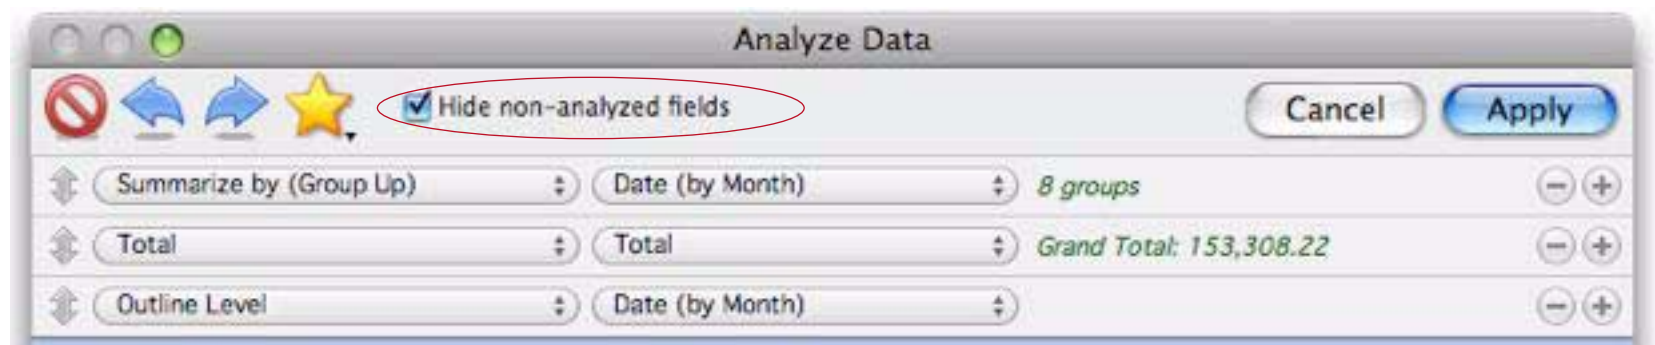 Analyze Data
Hide non-analyzed fields Cancel Apply
Summarize by (Group Up) Date (by Month) 8 groups
Total Total Grand Total: 153,308.22
Outline Level Date (by Month)